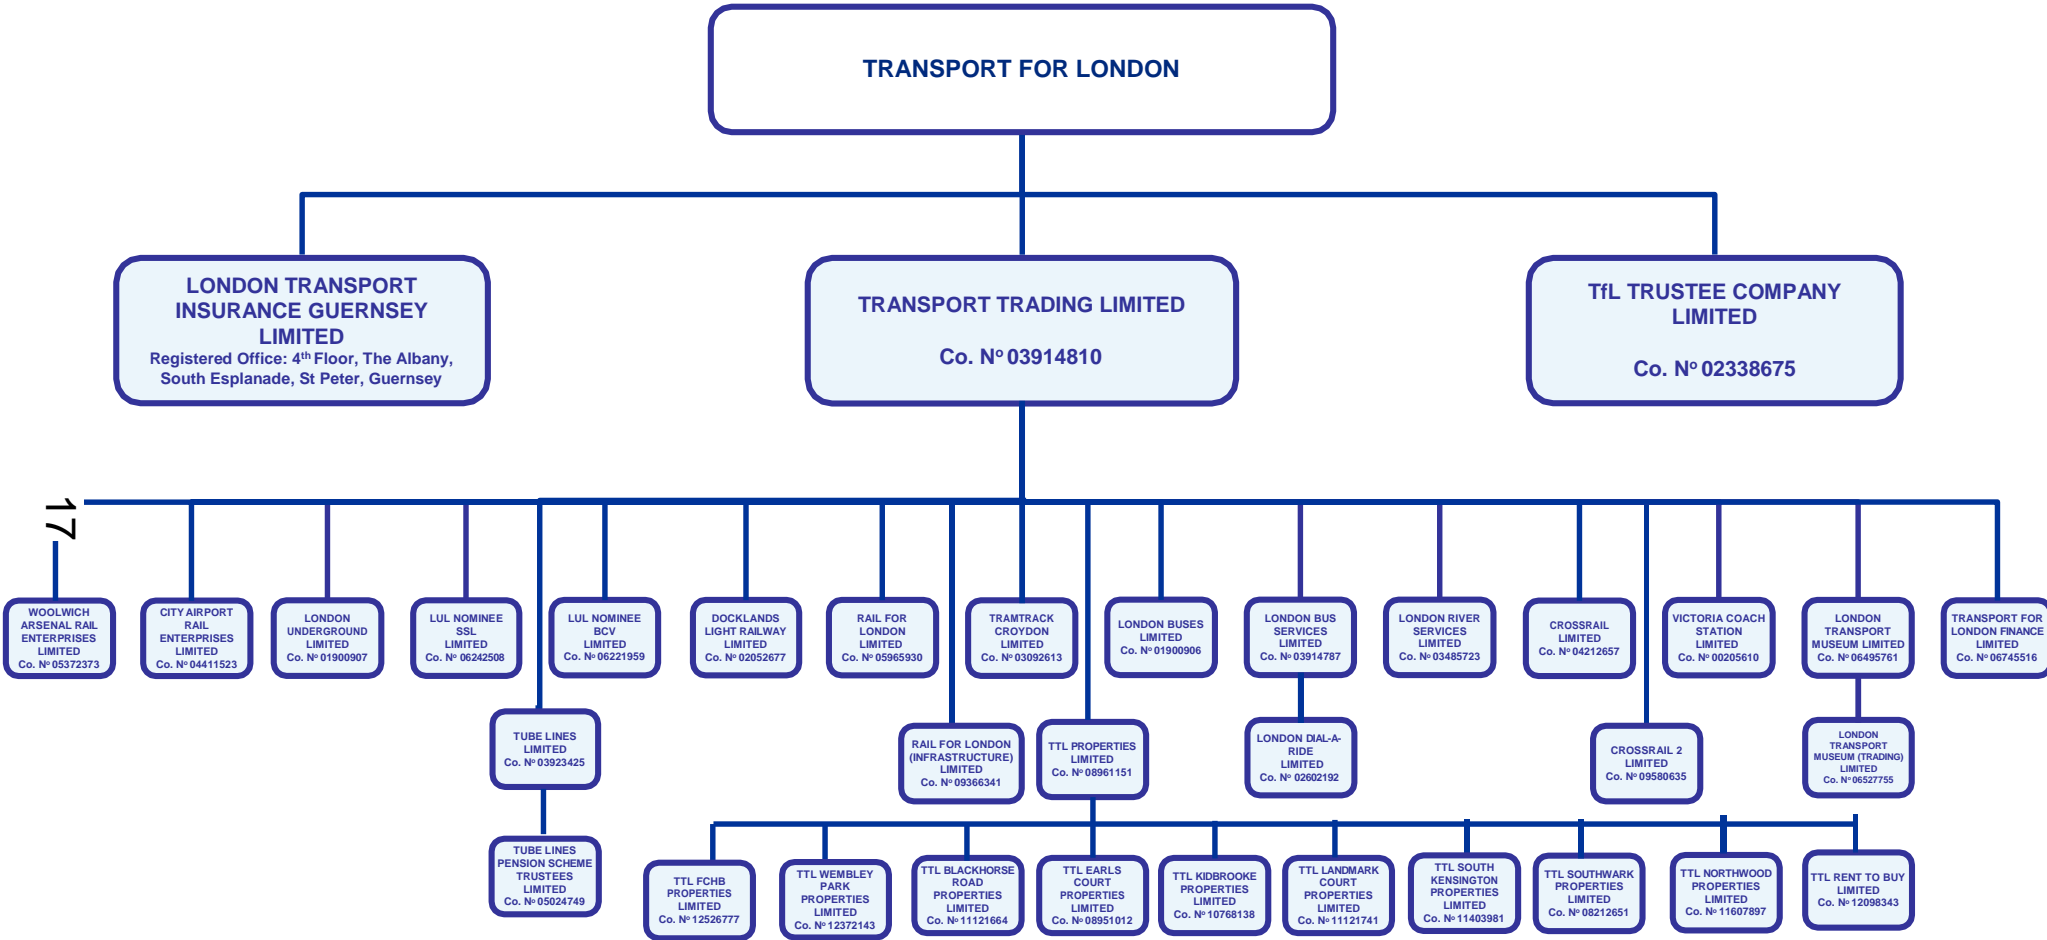 TRANSPORT FOR LONDON
LONDON TRANSPORT
INSURANCE GUERNSEY
LIMITED
Registered Office: 4th Floor, The Albany,
South Esplanade, St Peter, Guernsey
TRANSPORT TRADING LIMITED
Co. Nº 03914810
TfL TRUSTEE COMPANY
LIMITED
Co. Nº 02338675
17
WOOLWICH
ARSENAL RAIL
ENTERPRISES
LIMITED
Co. Nº 05372373
CITY AIRPORT
RAIL
ENTERPRISES
LIMITED
Co. Nº 04411523
LONDON
UNDERGROUND
LIMITED
Co. Nº 01900907
LUL NOMINEE
SSL
LIMITED
Co. Nº 06242508
LUL NOMINEE
BCV
LIMITED
Co. Nº 06221959
DOCKLANDS
LIGHT RAILWAY
LIMITED
Co. Nº 02052677
RAIL FOR
LONDON
LIMITED
Co. Nº 05965930
TRAMTRACK
CROYDON
LIMITED
Co. Nº 03092613
LONDON BUSES
LIMITED
Co. Nº 01900906
LONDON BUS
SERVICES
LIMITED
Co. Nº 03914787
LONDON RIVER
SERVICES
LIMITED
Co. Nº 03485723
CROSSRAIL
LIMITED
Co. Nº 04212657
VICTORIA COACH
STATION
LIMITED
Co. Nº 00205610
LONDON
TRANSPORT
MUSEUM LIMITED
Co. Nº 06495761
TRANSPORT FOR
LONDON FINANCE
LIMITED
Co. Nº 06745516
TUBE LINES
LIMITED
Co. Nº 03923425
RAIL FOR LONDON
(INFRASTRUCTURE)
LIMITED
Co. Nº 09366341
TTL PROPERTIES
LIMITED
Co. Nº 08961151
LONDON DIAL-A-
RIDE
LIMITED
Co. Nº 02602192
CROSSRAIL 2
LIMITED
Co. Nº 09580635
LONDON
TRANSPORT
MUSEUM (TRADING)
LIMITED
Co. Nº 06527755
TUBE LINES
PENSION SCHEME
TRUSTEES
LIMITED
Co. Nº 05024749
TTL FCHB
PROPERTIES
LIMITED
Co. Nº 12526777
TTL WEMBLEY
PARK
PROPERTIES
LIMITED
Co. Nº 12372143
TTL BLACKHORSE
ROAD
PROPERTIES
LIMITED
Co. Nº 11121664
TTL EARLS
COURT
PROPERTIES
LIMITED
Co. Nº 08951012
TTL KIDBROOKE
PROPERTIES
LIMITED
Co. Nº 10768138
TTL LANDMARK
COURT
PROPERTIES
LIMITED
Co. Nº 11121741
TTL SOUTH
KENSINGTON
PROPERTIES
LIMITED
Co. Nº 11403981
TTL SOUTHWARK
PROPERTIES
LIMITED
Co. Nº 08212651
TTL NORTHWOOD
PROPERTIES
LIMITED
Co. Nº 11607897
TTL RENT TO BUY
LIMITED
Co. Nº 12098343